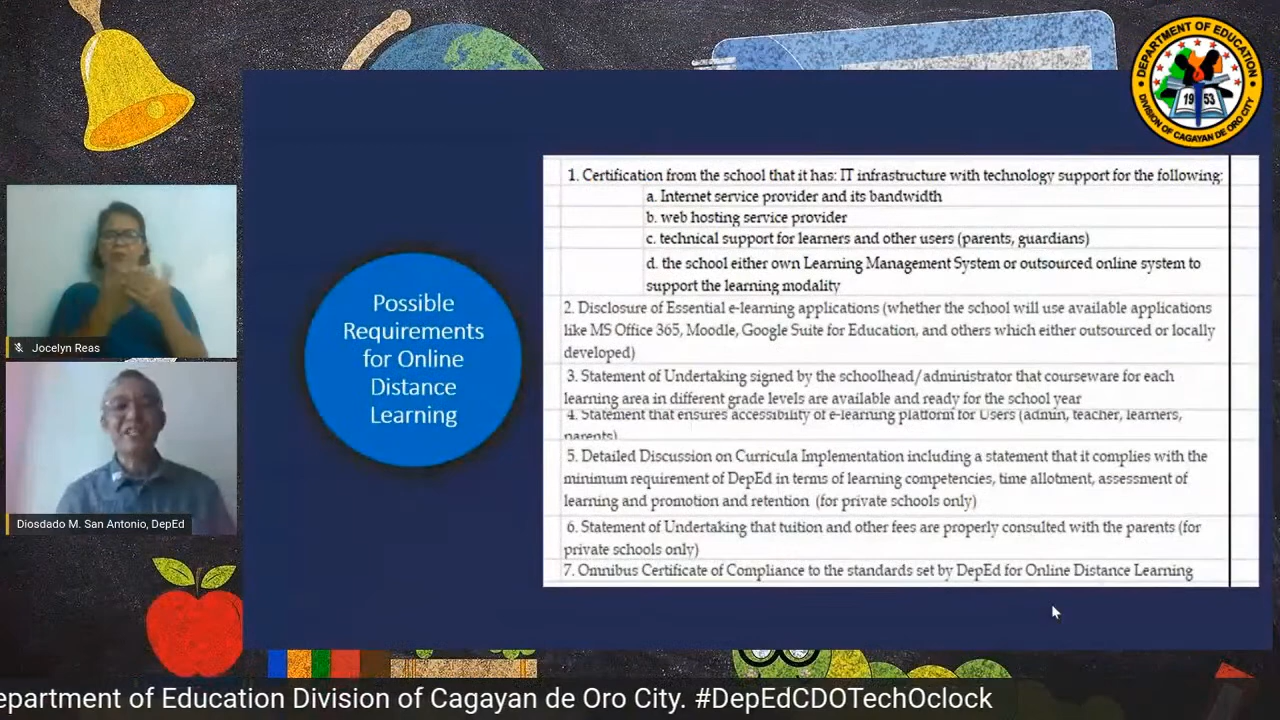 DEPARTMENT OF EDUCATION
19 53
DIVISION OF CAGAYAN DE ORO CITY
Jocelyn Reas
Diosdado M. San Antonio, DepEd
Possible
Requirements
for Online
Distance
Learning
1. Certification from the school that it has: IT infrastructure with technology support for the following:
a. Internet service provider and its bandwidth
b. web hosting service provider
c. technical support for learners and other users (parents, guardians)
d. the school either own Learning Management System or outsourced online system to
support the learning modality
2. Disclosure of Essential e-learning applications (whether the school will use available applications
like MS Office 365, Moodle, Google Suite for Education, and others which either outsourced or locally
developed)
3. Statement of Undertaking signed by the schoolhead/administrator that courseware for each
learning area in different grade levels are available and ready for the school year
4. Statement that ensures accessibility of e-learning platform for Users (admin, teacher, learners,
parents)
5. Detailed Discussion on Curricula Implementation including a statement that it complies with the
minimum requirement of DepEd in terms of learning competencies, time allotment, assessment of
learning and promotion and retention (for private schools only)
6. Statement of Undertaking that tuition and other fees are properly consulted with the parents (for
private schools only)
7. Omnibus Certificate of Compliance to the standards set by DepEd for Online Distance Learning
epartment of Education Division of Cagayan de Oro City. #DepEdCDOTechOclock